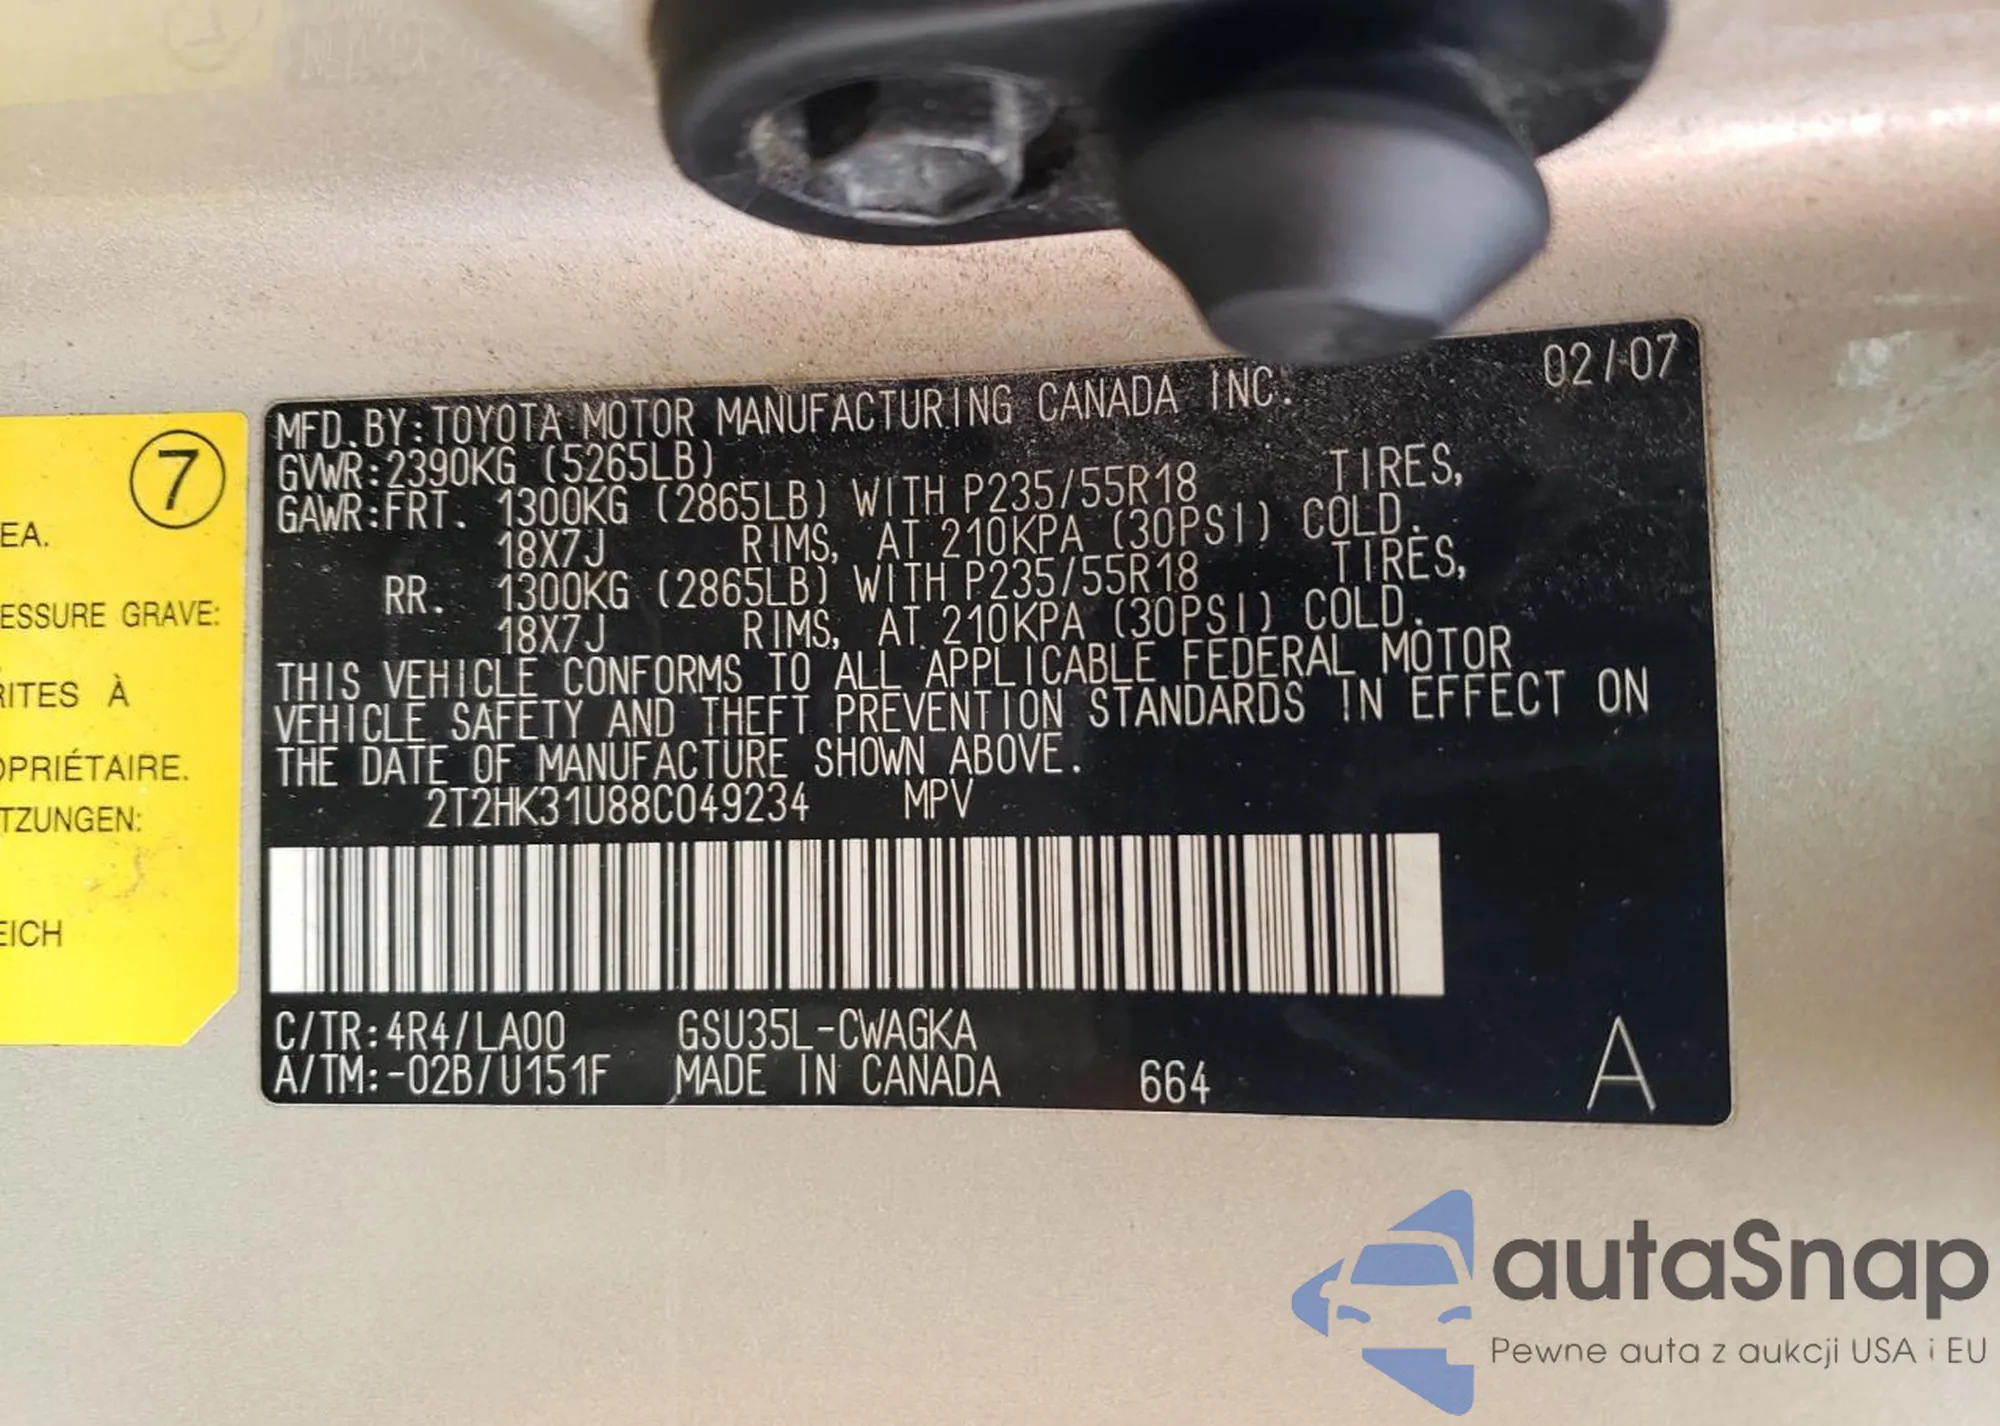 7
EA.
ESSURE GRAVE:
RITES À
OPRIÉTAIRE.
TZUNGEN:
EICH
02/07
MFD.BY:TOYOTA MOTOR MANUFACTURING CANADA INC.
GVWR:2390KG (5265LB)
GAWR:FRT. 1300KG (2865LB) WITH P235/55R18 TIRES,
18X7J RIMS, AT 210KPA (30PSI) COLD.
RR. 1300KG (2865LB) WITH P235/55R18 TIRES,
18X7J RIMS, AT 210KPA (30PSI) COLD.
THIS VEHICLE CONFORMS TO ALL APPLICABLE FEDERAL MOTOR
VEHICLE SAFETY AND THEFT PREVENTION STANDARDS IN EFFECT ON
THE DATE OF MANUFACTURE SHOWN ABOVE.
2T2HK31U88C049234 MPV
C/TR:4R4/LA00 GSU35L-CWAGKA
A/TM:-02B/U151F MADE IN CANADA 664 A
autaSnap
Pewne auta z aukcji USA i EU